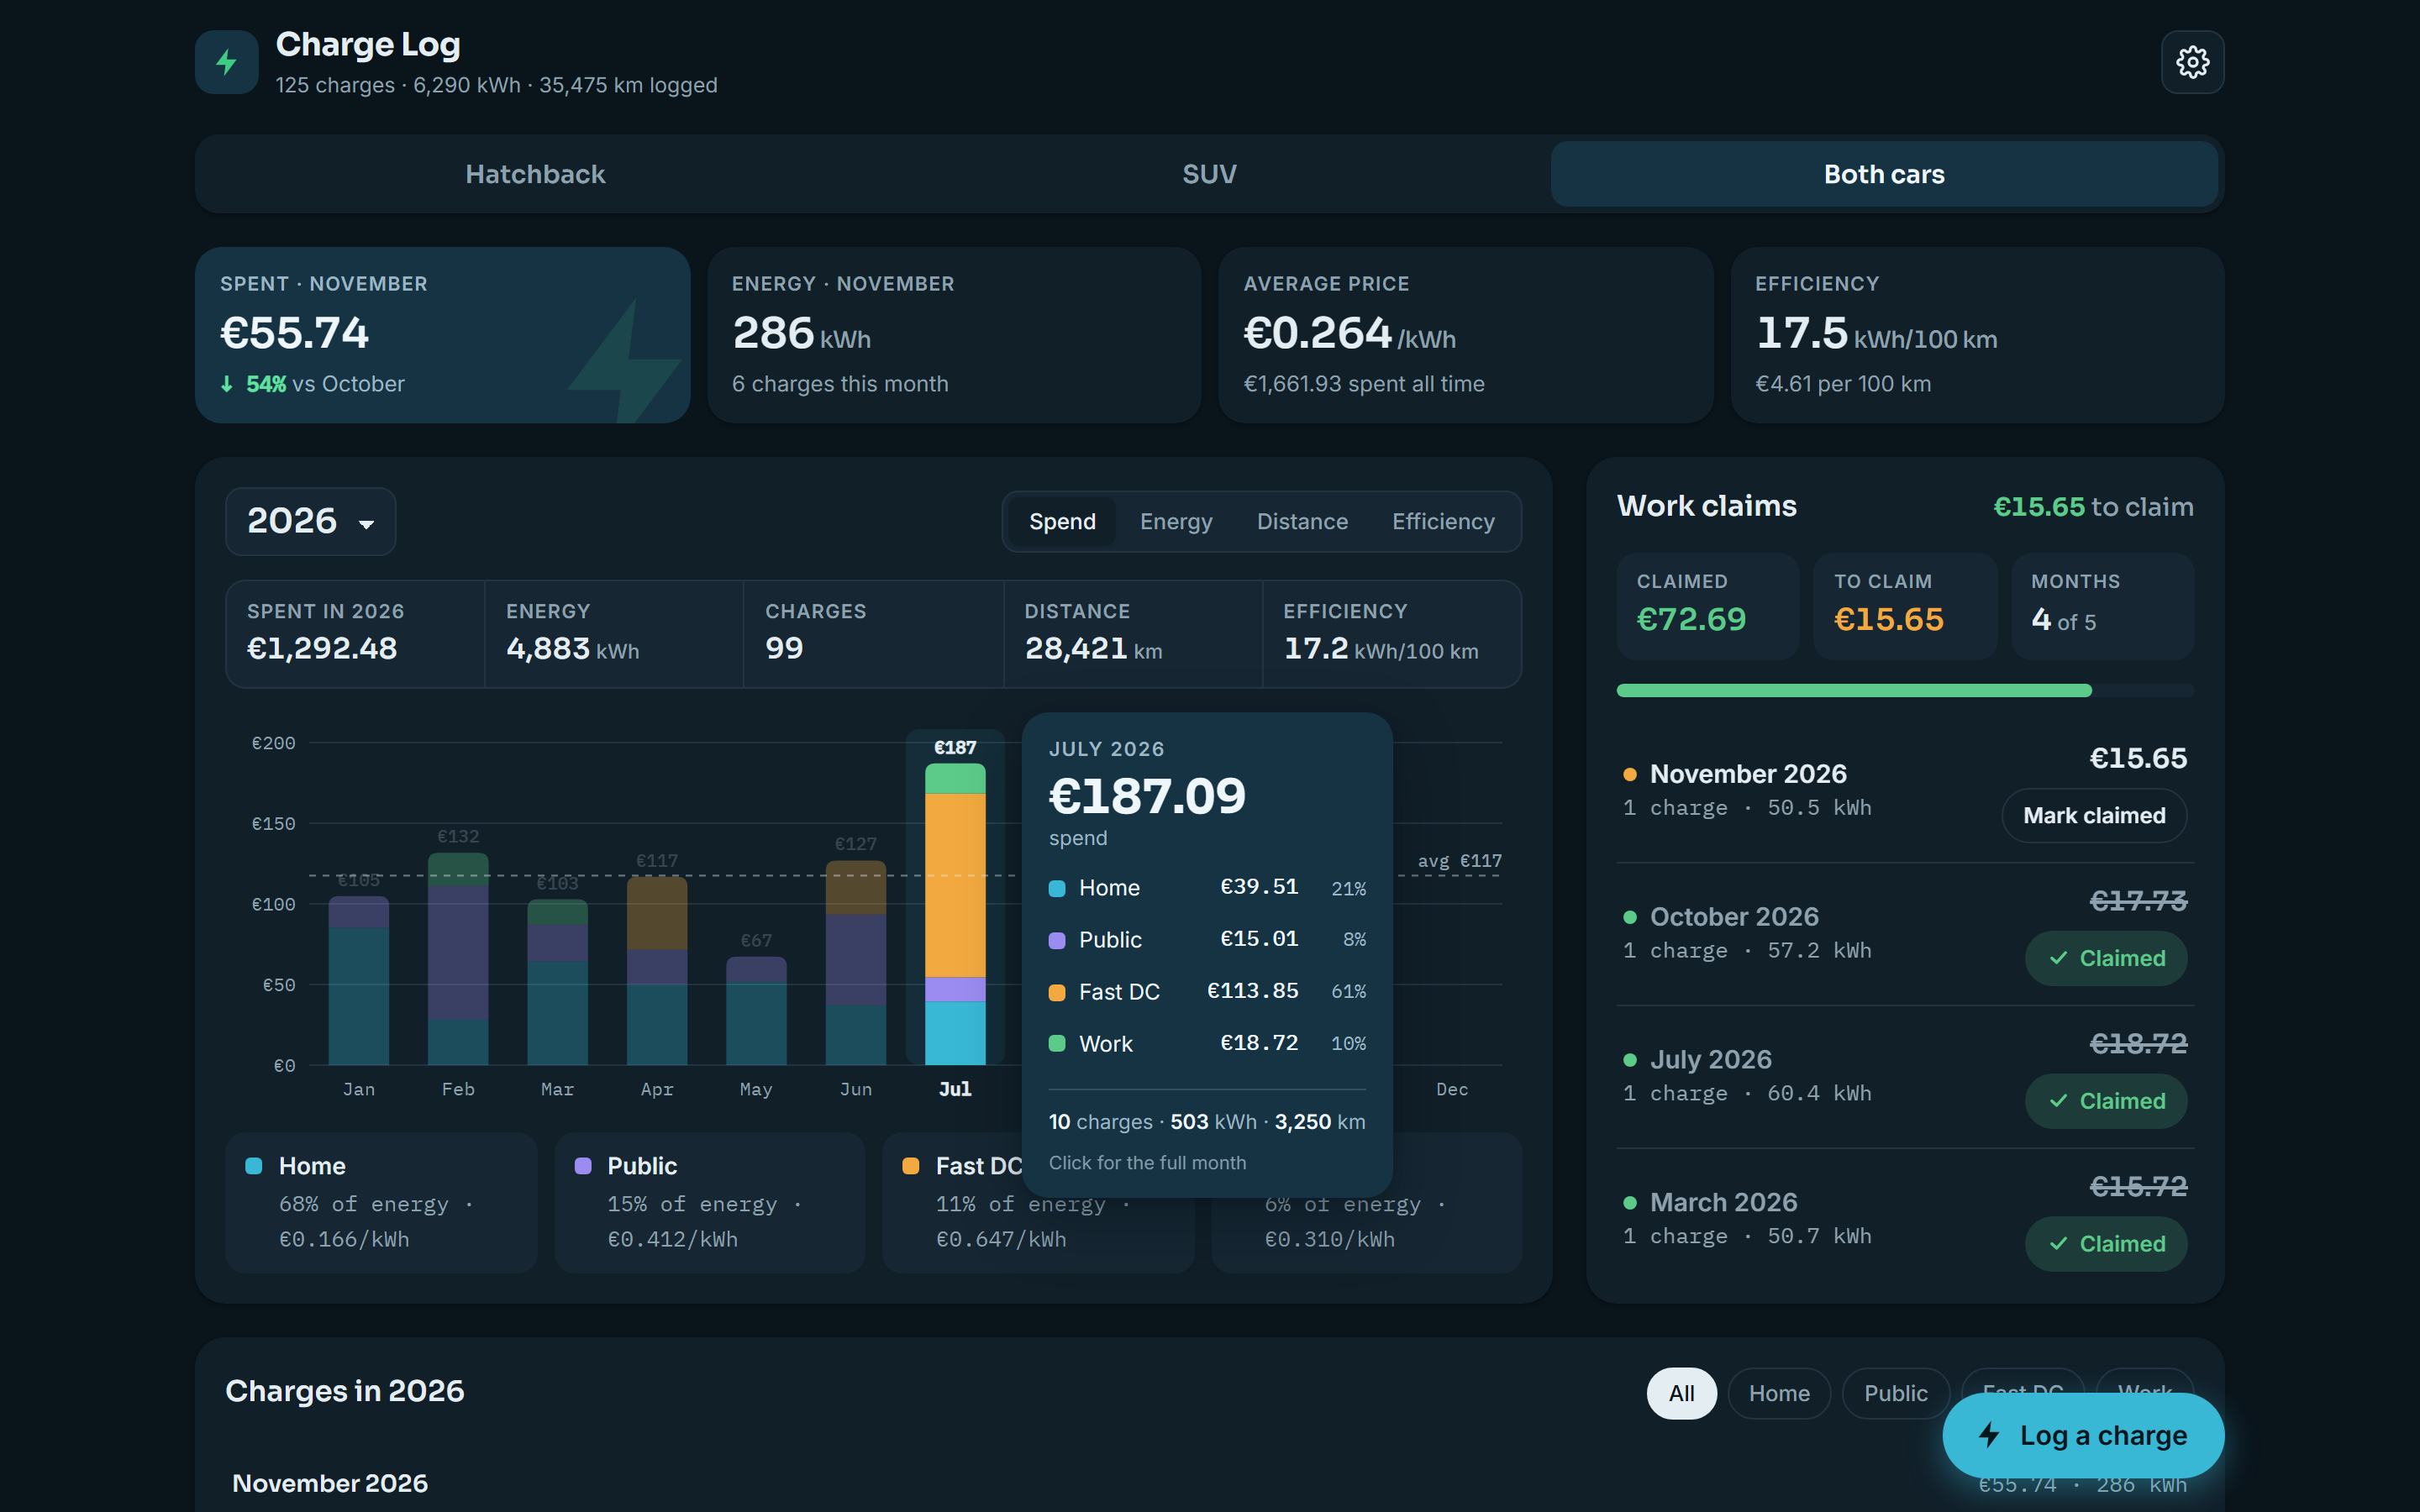 Charge Log
125 charges · 6,290 kWh · 35,475 km logged
Hatchback
SUV
Both cars
SPENT · NOVEMBER
€55.74
↓ 54% vs October
ENERGY · NOVEMBER
286 kWh
6 charges this month
AVERAGE PRICE
€0.264 /kWh
€1,661.93 spent all time
EFFICIENCY
17.5 kWh/100 km
€4.61 per 100 km
2026
Spend
Energy
Distance
Efficiency
SPENT IN 2026
€1,292.48
ENERGY
4,883 kWh
CHARGES
99
DISTANCE
28,421 km
EFFICIENCY
17.2 kWh/100 km
€200
€150
€100
€50
€0
€105
€132
€103
€117
€67
€127
€187
avg €117
Jan
Feb
Mar
Apr
May
Jun
Jul
Dec
JULY 2026
€187.09
spend
Home €39.51 21%
Public €15.01 8%
Fast DC €113.85 61%
Work €18.72 10%
10 charges · 503 kWh · 3,250 km
Click for the full month
Home
68% of energy ·
€0.166/kWh
Public
15% of energy ·
€0.412/kWh
Fast DC
11% of energy ·
€0.647/kWh
6% of energy ·
€0.310/kWh
Work claims
€15.65 to claim
CLAIMED
€72.69
TO CLAIM
€15.65
MONTHS
4 of 5
November 2026
1 charge · 50.5 kWh
€15.65
Mark claimed
October 2026
1 charge · 57.2 kWh
€17.73
Claimed
July 2026
1 charge · 60.4 kWh
€18.72
Claimed
March 2026
1 charge · 50.7 kWh
€15.72
Claimed
Charges in 2026
All
Home
Public
Fast DC
Work
Log a charge
November 2026
€55.74 · 286 kWh